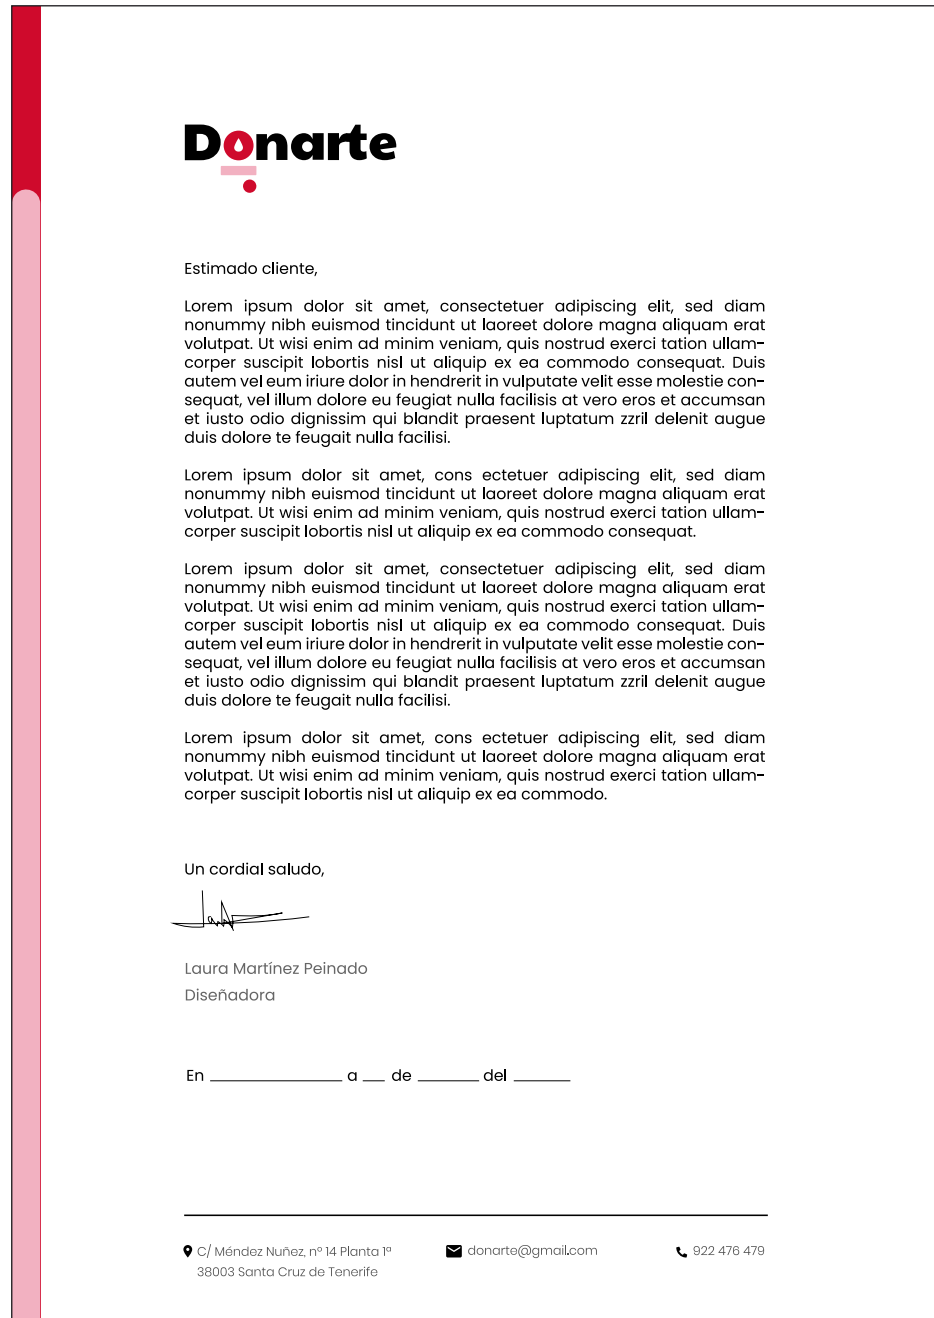 Donarte
Estimado cliente,
Lorem ipsum dolor sit amet, consectetuer adipiscing elit, sed diam
nonummy nibh euismod tincidunt ut laoreet dolore magna aliquam erat
volutpat. Ut wisi enim ad minim veniam, quis nostrud exerci tation ullam-
corper suscipit lobortis nisl ut aliquip ex ea commodo consequat. Duis
autem vel eum iriure dolor in hendrerit in vulputate velit esse molestie con-
sequat, vel illum dolore eu feugiat nulla facilisis at vero eros et accumsan
et iusto odio dignissim qui blandit praesent luptatum zzril delenit augue
duis dolore te feugait nulla facilisi.
Lorem ipsum dolor sit amet, cons ectetuer adipiscing elit, sed diam
nonummy nibh euismod tincidunt ut laoreet dolore magna aliquam erat
volutpat. Ut wisi enim ad minim veniam, quis nostrud exerci tation ullam-
corper suscipit lobortis nisl ut aliquip ex ea commodo consequat.
Lorem ipsum dolor sit amet, consectetuer adipiscing elit, sed diam
nonummy nibh euismod tincidunt ut laoreet dolore magna aliquam erat
volutpat. Ut wisi enim ad minim veniam, quis nostrud exerci tation ullam-
corper suscipit lobortis nisl ut aliquip ex ea commodo consequat. Duis
autem vel eum iriure dolor in hendrerit in vulputate velit esse molestie con-
sequat, vel illum dolore eu feugiat nulla facilisis at vero eros et accumsan
et iusto odio dignissim qui blandit praesent luptatum zzril delenit augue
duis dolore te feugait nulla facilisi.
Lorem ipsum dolor sit amet, cons ectetuer adipiscing elit, sed diam
nonummy nibh euismod tincidunt ut laoreet dolore magna aliquam erat
volutpat. Ut wisi enim ad minim veniam, quis nostrud exerci tation ullam-
corper suscipit lobortis nisl ut aliquip ex ea commodo.
Un cordial saludo,
Laura Martínez Peinado
Diseñadora
En ______________ a __ de ______ del ______
C/ Méndez Nuñez, nº 14 Planta 1ª
38003 Santa Cruz de Tenerife
donarte@gmail.com
922 476 479